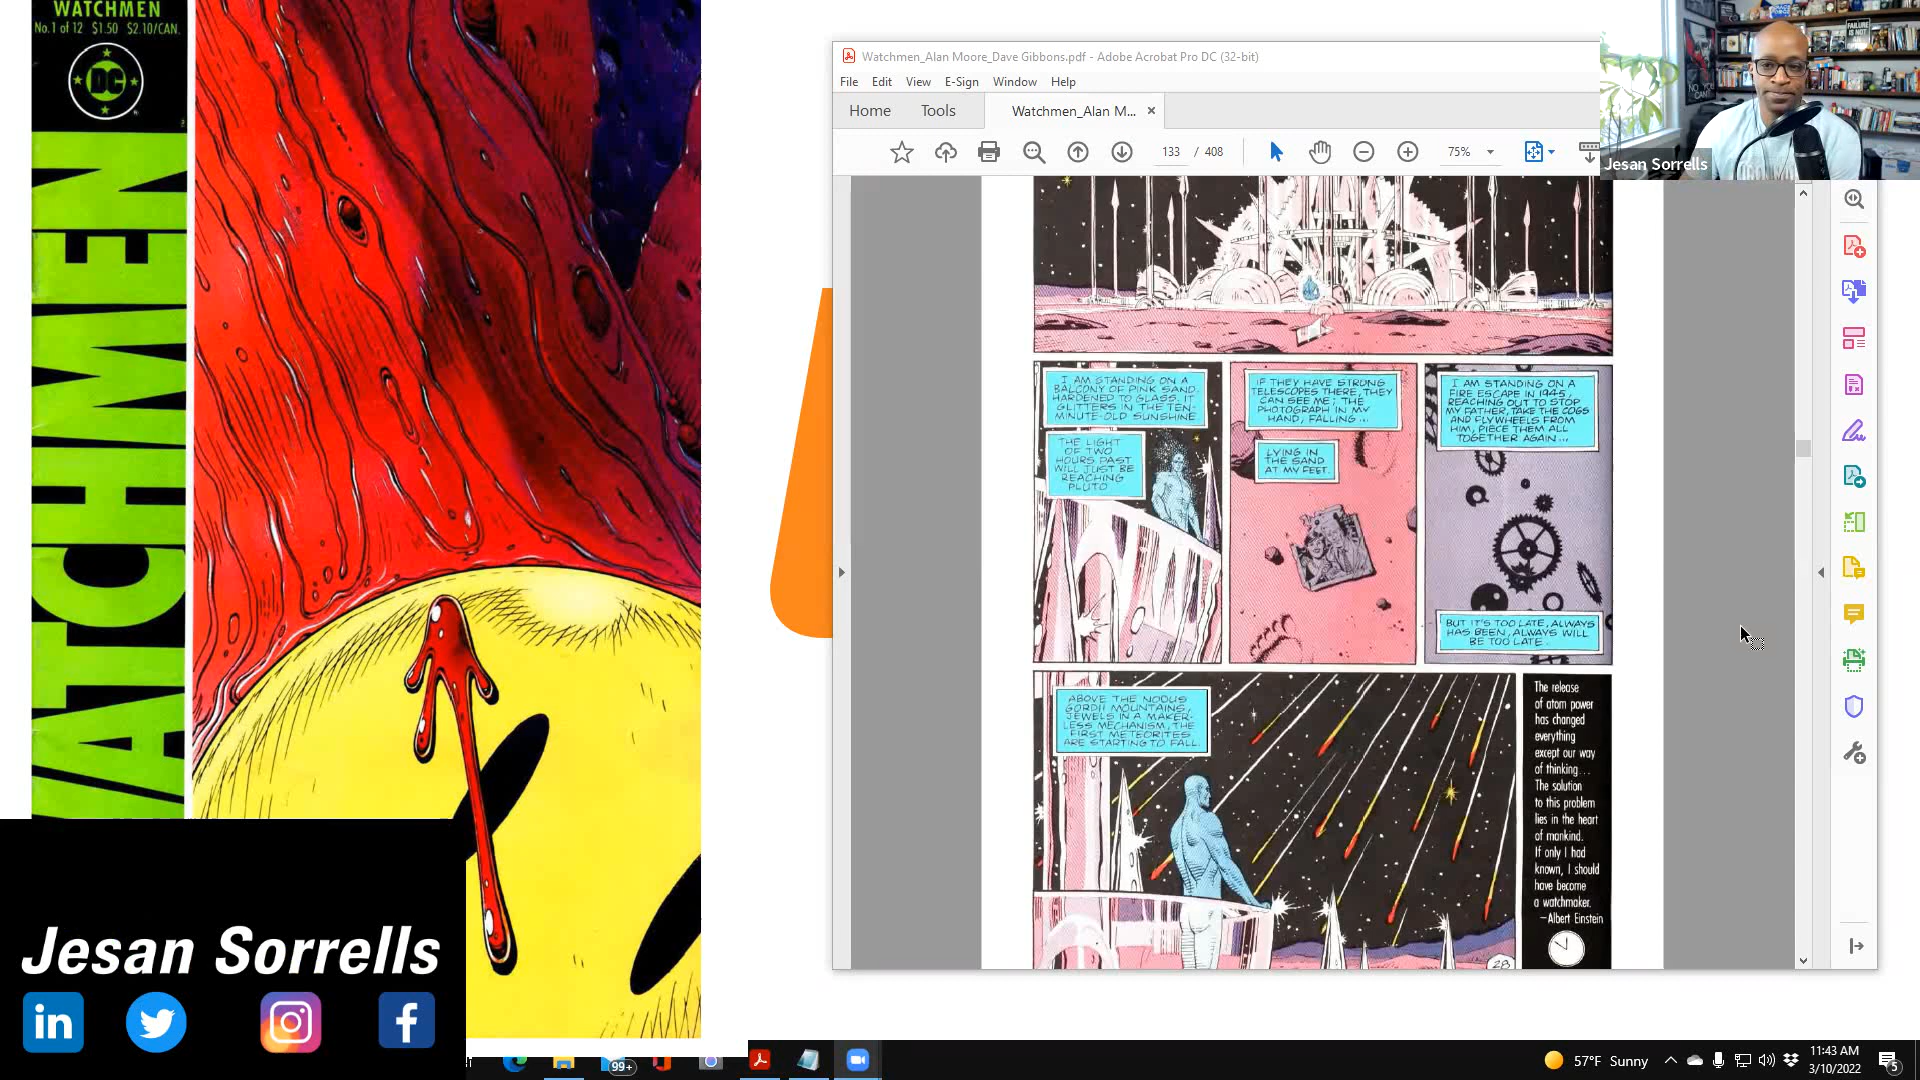 WATCHMEN
No. 1 of 12 $1.50 $2.10/CAN.
DC
WATCHMEN
Jesan Sorrells
in
f
Watchmen_Alan Moore_Dave Gibbons.pdf - Adobe Acrobat Pro DC (32-bit)
File Edit View E-Sign Window Help
Home Tools Watchmen_Alan M... ×
133 / 408 75%
Jesan Sorrells
I AM STANDING ON A
BALCONY OF PINK SAND,
HARDENED TO GLASS. IT
GLITTERS IN THE TEN-
MINUTE-OLD SUNSHINE
THE LIGHT
OF TWO
HOURS PAST
WILL JUST BE
REACHING
PLUTO
IF THEY HAVE STRONG
TELESCOPES THERE, THEY
CAN SEE ME; THE
PHOTOGRAPH IN MY
HAND, FALLING...
LYING IN
THE SAND
AT MY FEET.
I AM STANDING ON A
FIRE ESCAPE IN 1945,
REACHING OUT TO STOP
MY FATHER, TAKE THE COGS
AND FLYWHEELS FROM
HIM, PIECE THEM ALL
TOGETHER AGAIN...
BUT IT'S TOO LATE, ALWAYS
HAS BEEN, ALWAYS WILL
BE TOO LATE.
ABOVE THE NODUS
GORDII MOUNTAINS,
JEWELS IN A MAKER-
LESS MECHANISM, THE
FIRST METEORITES
ARE STARTING TO FALL.
The release
of atom power
has changed
everything
except our way
of thinking...
The solution
to this problem
lies in the heart
of mankind.
If only I had
known, I should
have become
a watchmaker.
—Albert Einstein
28
99+
57°F Sunny
11:43 AM
3/10/2022
5